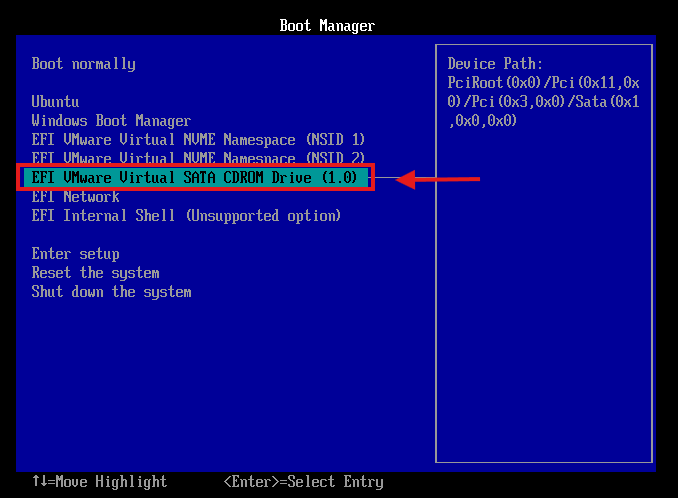 Boot Manager
Boot normally
Ubuntu
Windows Boot Manager
EFI VMware Virtual NVME Namespace (NSID 1)
EFI VMware Virtual NVME Namespace (NSID 2)
EFI VMware Virtual SATA CDROM Drive (1.0)
EFI Network
EFI Internal Shell (Unsupported option)
Enter setup
Reset the system
Shut down the system
Device Path:
PciRoot(0x0)/Pci(0x11,0x
0)/Pci(0x3,0x0)/Sata(0x1
,0x0,0x0)
↑↓=Move Highlight
<Enter>=Select Entry